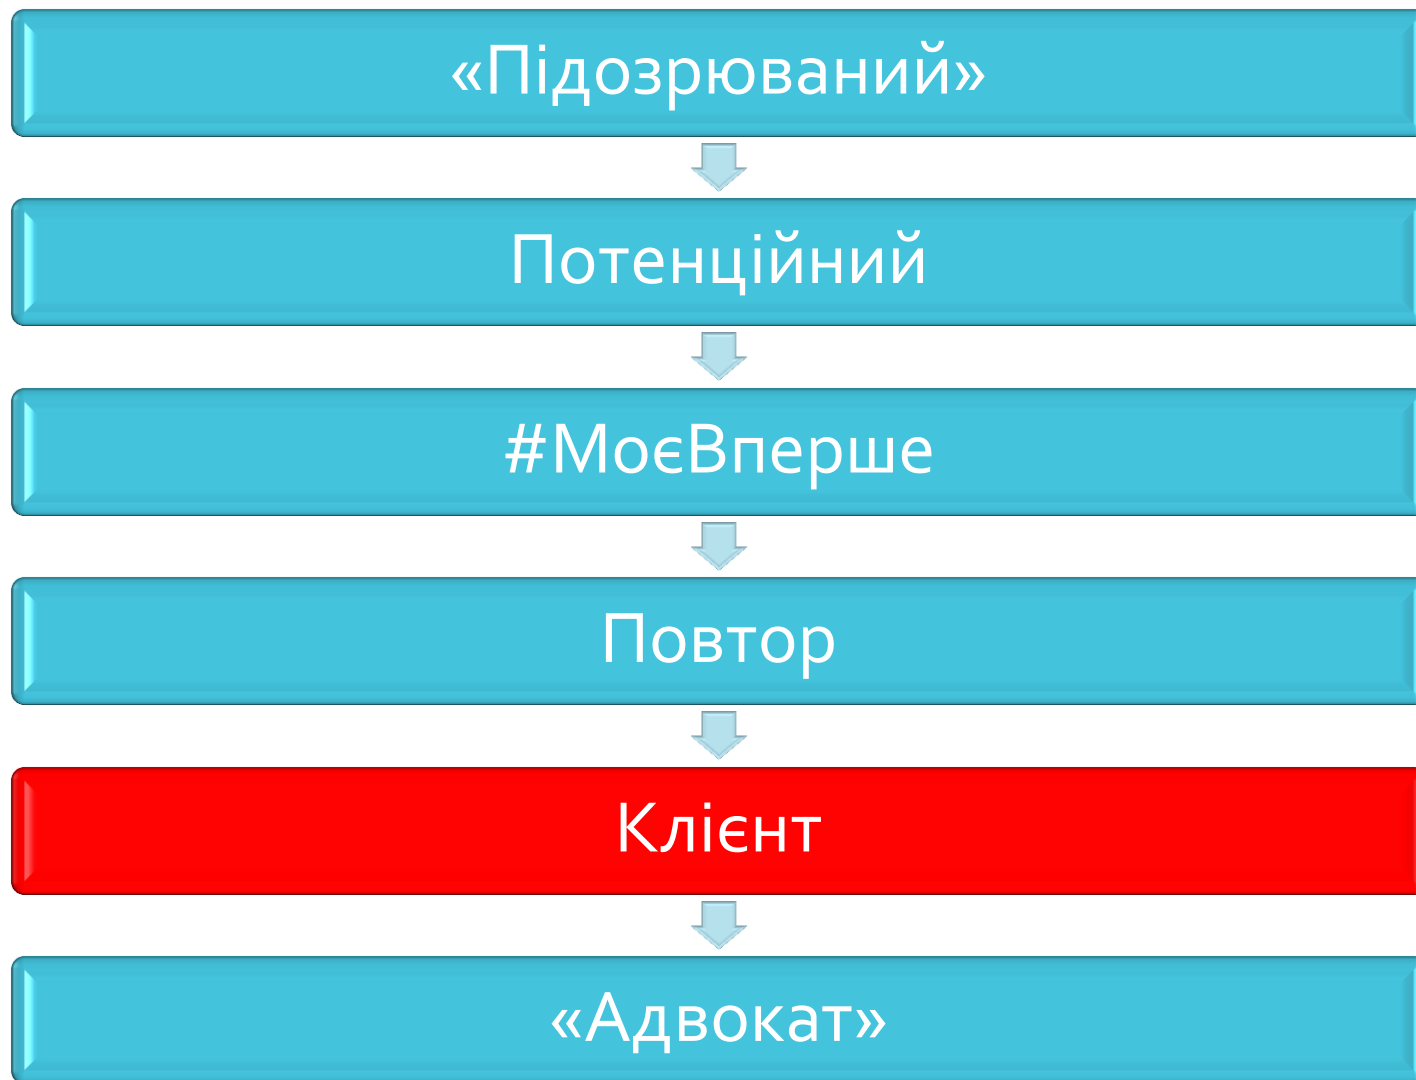 «Підозрюваний»
Потенційний
#МоєВперше
Повтор
Клієнт
«Адвокат»